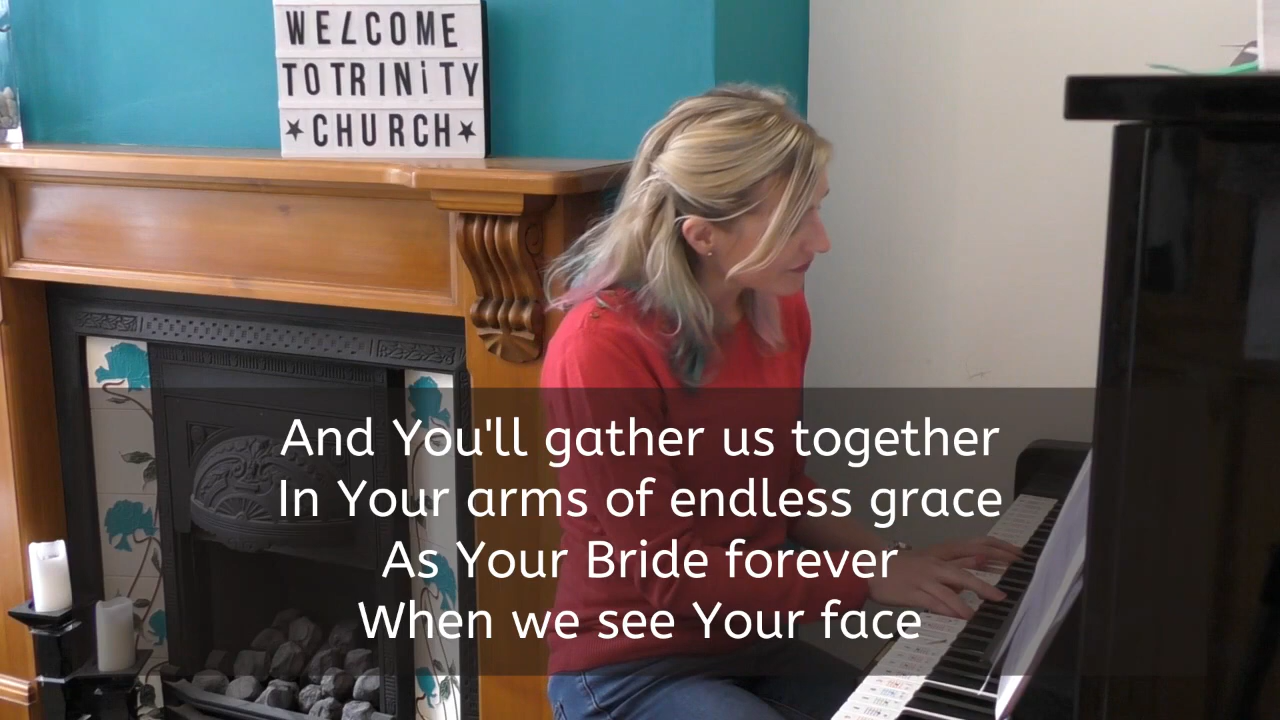 WELCOME
TO TRINiTY
★CHURCH★
And You'll gather us together
In Your arms of endless grace
As Your Bride forever
When we see Your face